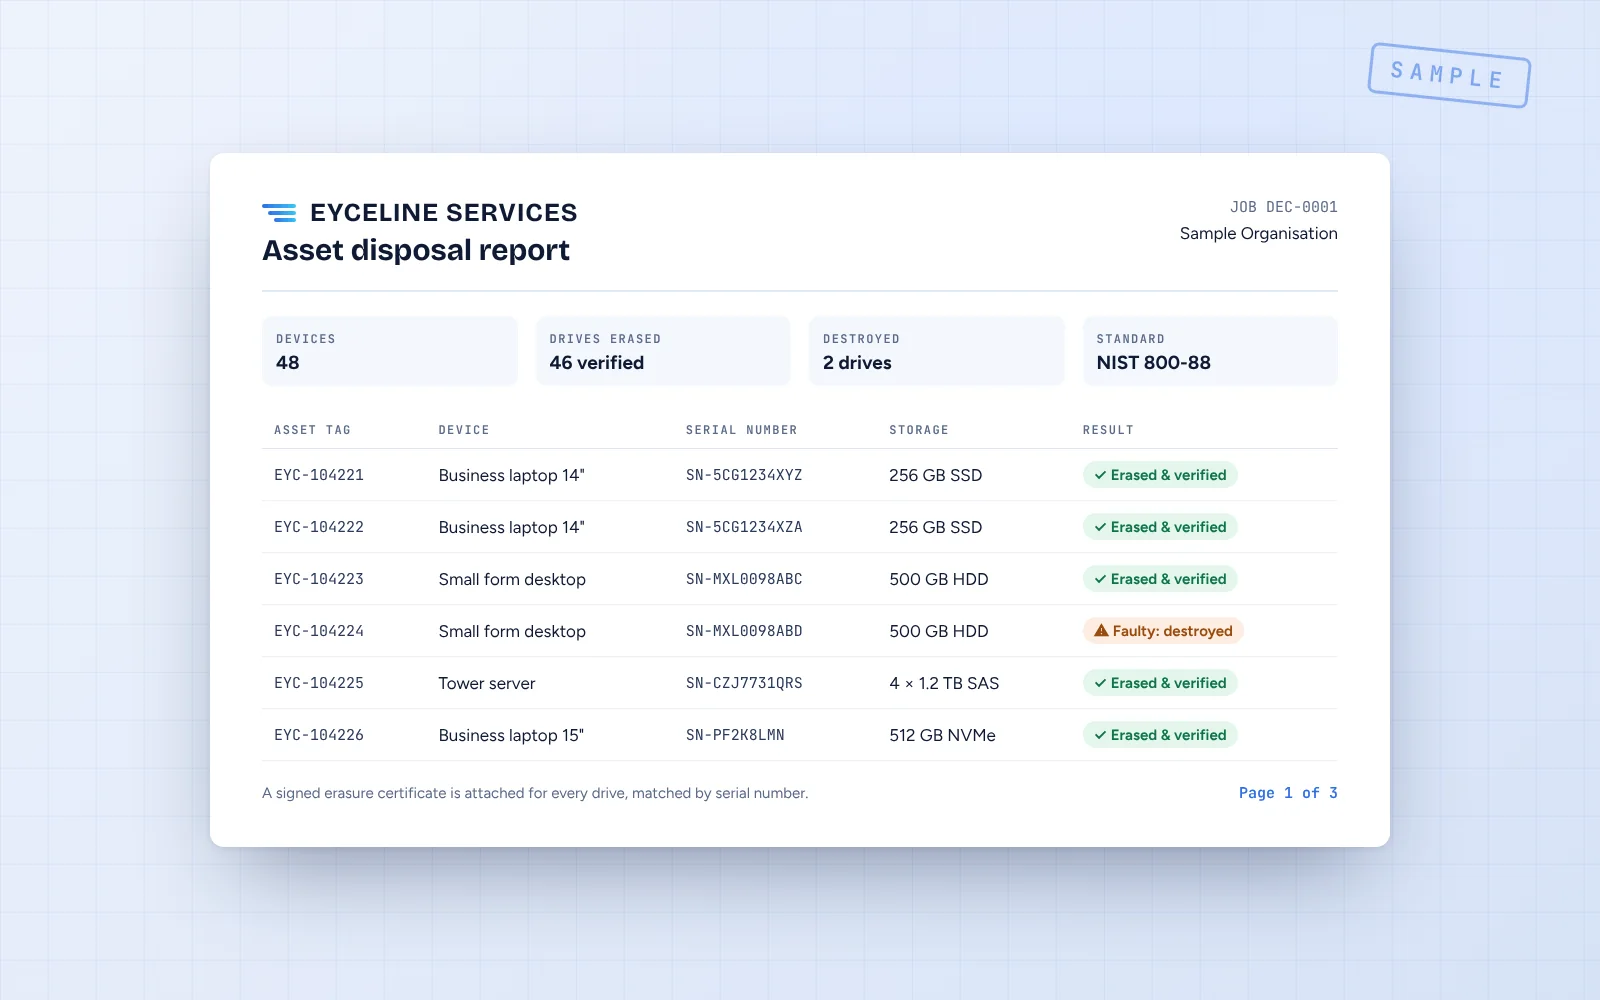 SAMPLE
EYCELINE SERVICES
Asset disposal report
JOB DEC-0001
Sample Organisation
DEVICES
48
DRIVES ERASED
46 verified
DESTROYED
2 drives
STANDARD
NIST 800-88
ASSET TAG DEVICE SERIAL NUMBER STORAGE RESULT
EYC-104221 Business laptop 14" SN-5CG1234XYZ 256 GB SSD ✓ Erased & verified
EYC-104222 Business laptop 14" SN-5CG1234XZA 256 GB SSD ✓ Erased & verified
EYC-104223 Small form desktop SN-MXL0098ABC 500 GB HDD ✓ Erased & verified
EYC-104224 Small form desktop SN-MXL0098ABD 500 GB HDD ⚠ Faulty: destroyed
EYC-104225 Tower server SN-CZJ7731QRS 4 × 1.2 TB SAS ✓ Erased & verified
EYC-104226 Business laptop 15" SN-PF2K8LMN 512 GB NVMe ✓ Erased & verified
A signed erasure certificate is attached for every drive, matched by serial number.
Page 1 of 3